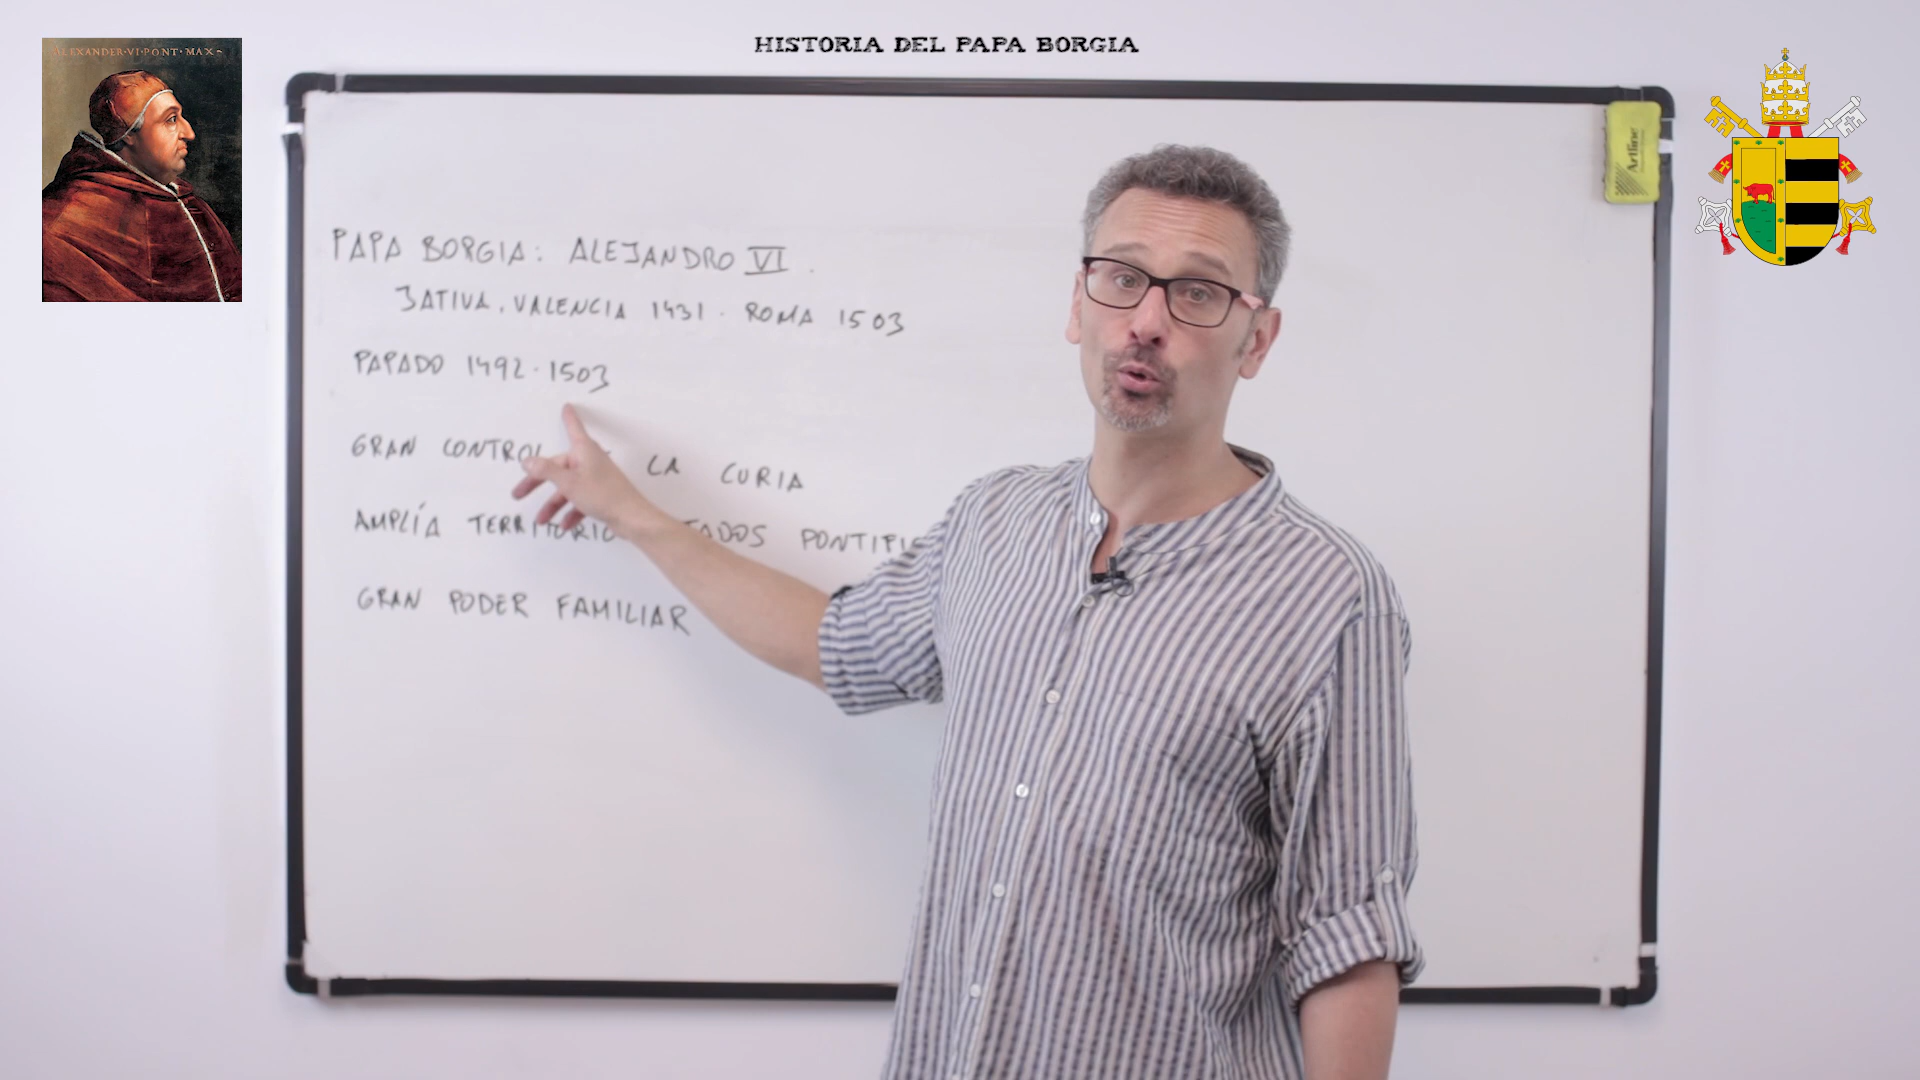 HISTORIA DEL PAPA BORGIA
ALEXANDER·VI·PONT·MAX
Artline
PAPA BORGIA: ALEJANDRO VI.
JATIVA. VALENCIA 1431 · ROMA 1503
PAPADO 1492 · 1503
GRAN CONTROL LA CURIA
AMPLÍA TERRITORIO
GRAN PODER FAMILIAR